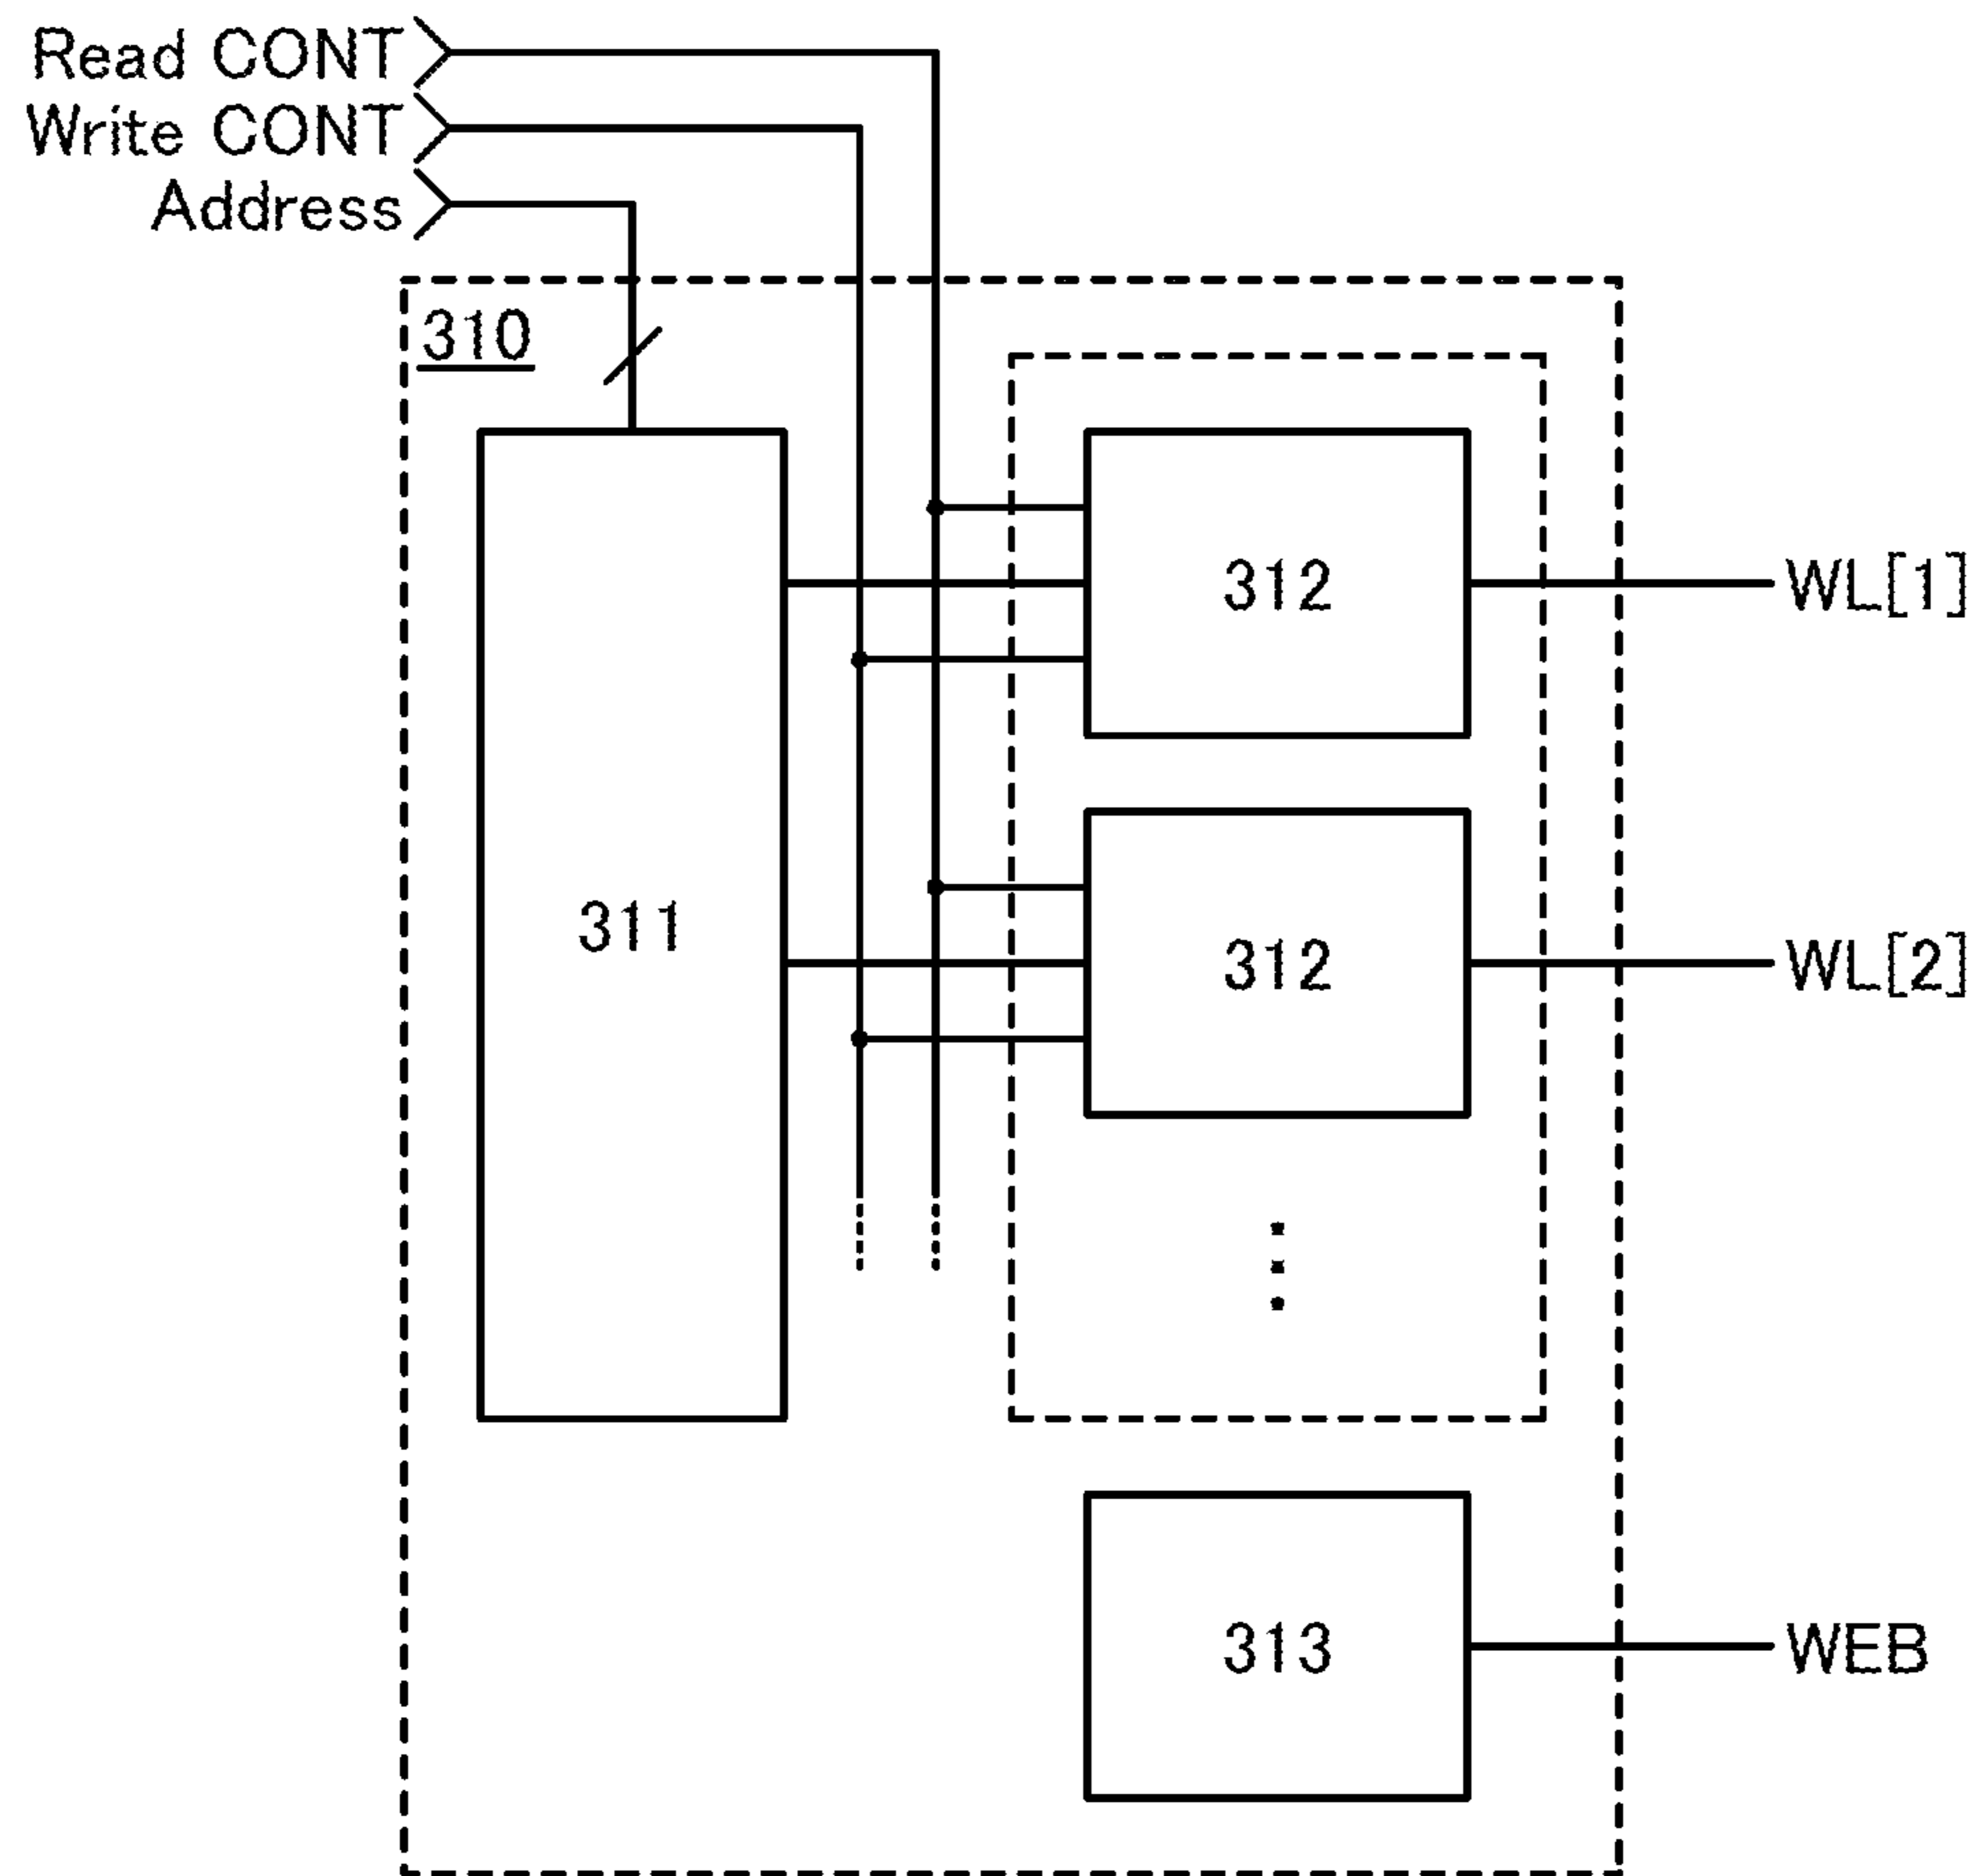 Read CONT
Write CONT
Address
310
312
WL[1]
311
312
WL[2]
313
WEB